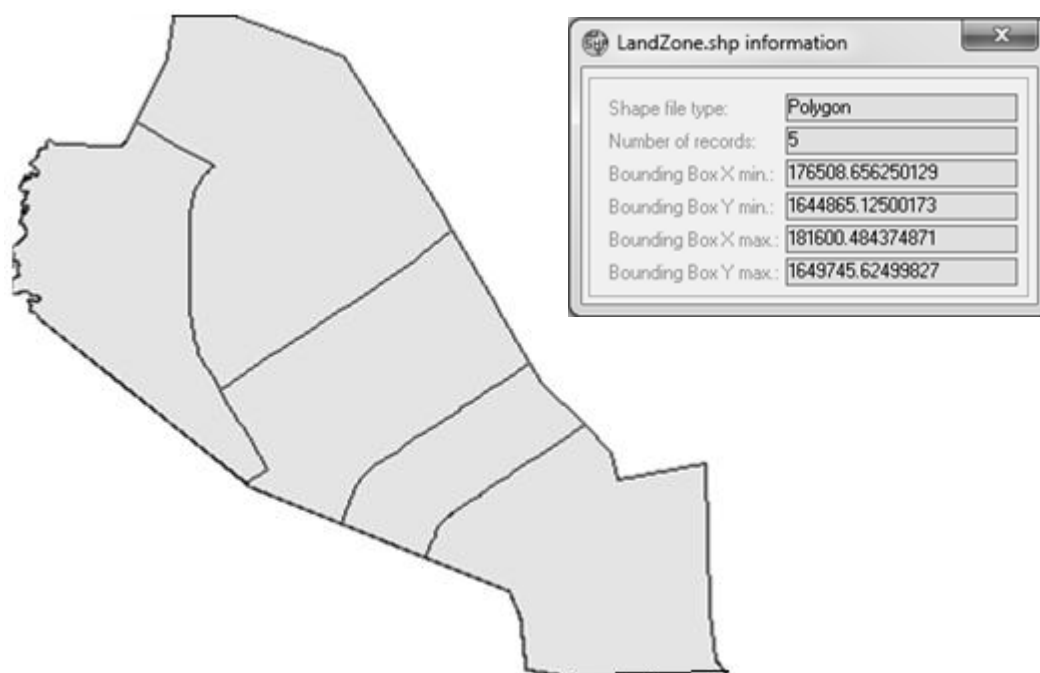 SHP
LandZone.shp information
Shape file type: Polygon
Number of records: 5
Bounding Box X min.: 176508.656250129
Bounding Box Y min.: 1644865.12500173
Bounding Box X max.: 181600.484374871
Bounding Box Y max.: 1649745.62499827